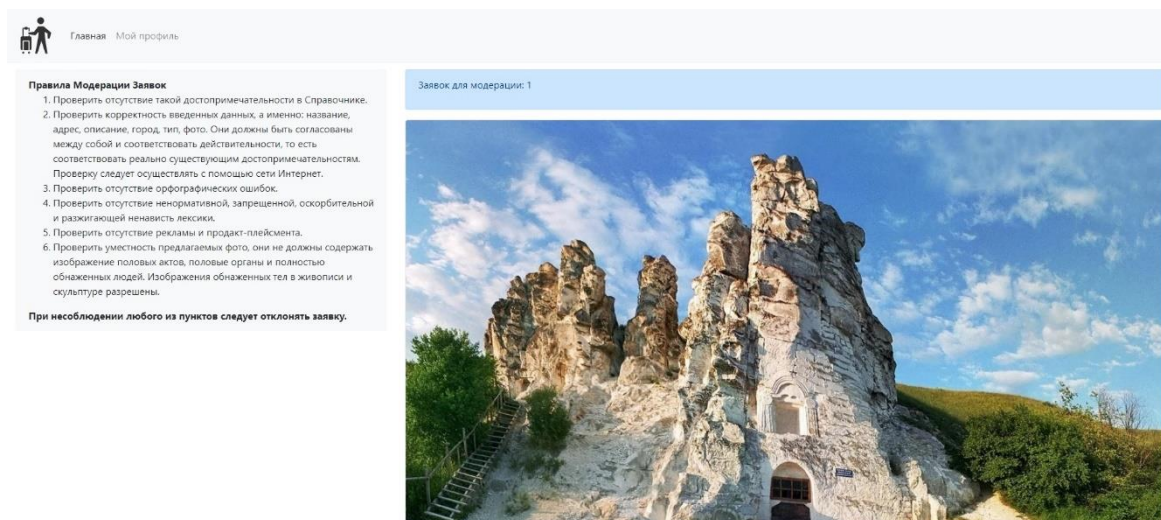 Главная Мой профиль
Правила Модерации Заявок
1. Проверить отсутствие такой достопримечательности в Справочнике.
2. Проверить корректность введенных данных, а именно: название,
адрес, описание, город, тип, фото. Они должны быть согласованы
между собой и соответствовать действительности, то есть
соответствовать реально существующим достопримечательностям.
Проверку следует осуществлять с помощью сети Интернет.
3. Проверить отсутствие орфографических ошибок.
4. Проверить отсутствие ненормативной, запрещенной, оскорбительной
и разжигающей ненависть лексики.
5. Проверить отсутствие рекламы и продакт-плейсмента.
6. Проверить уместность предлагаемых фото, они не должны содержать
изображение половых актов, половые органы и полностью
обнаженных людей. Изображения обнаженных тел в живописи и
скульптуре разрешены.
При несоблюдении любого из пунктов следует отклонять заявку.
Заявок для модерации: 1